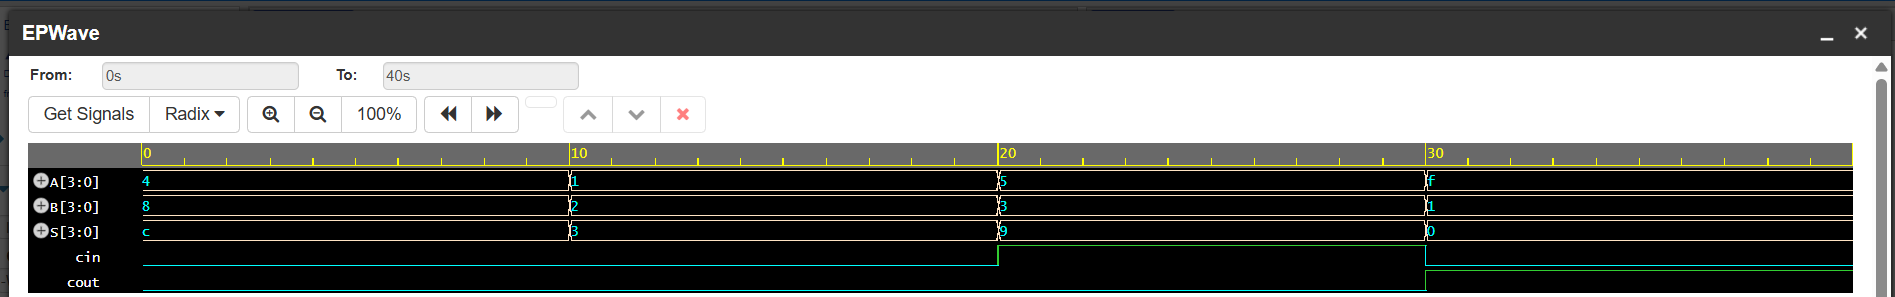 EPWave
From: 0s To: 40s
Get Signals Radix 100%
0 10 20 30
A[3:0] 4 1 5 f
B[3:0] 8 2 3 1
S[3:0] c 3 9 0
cin
cout